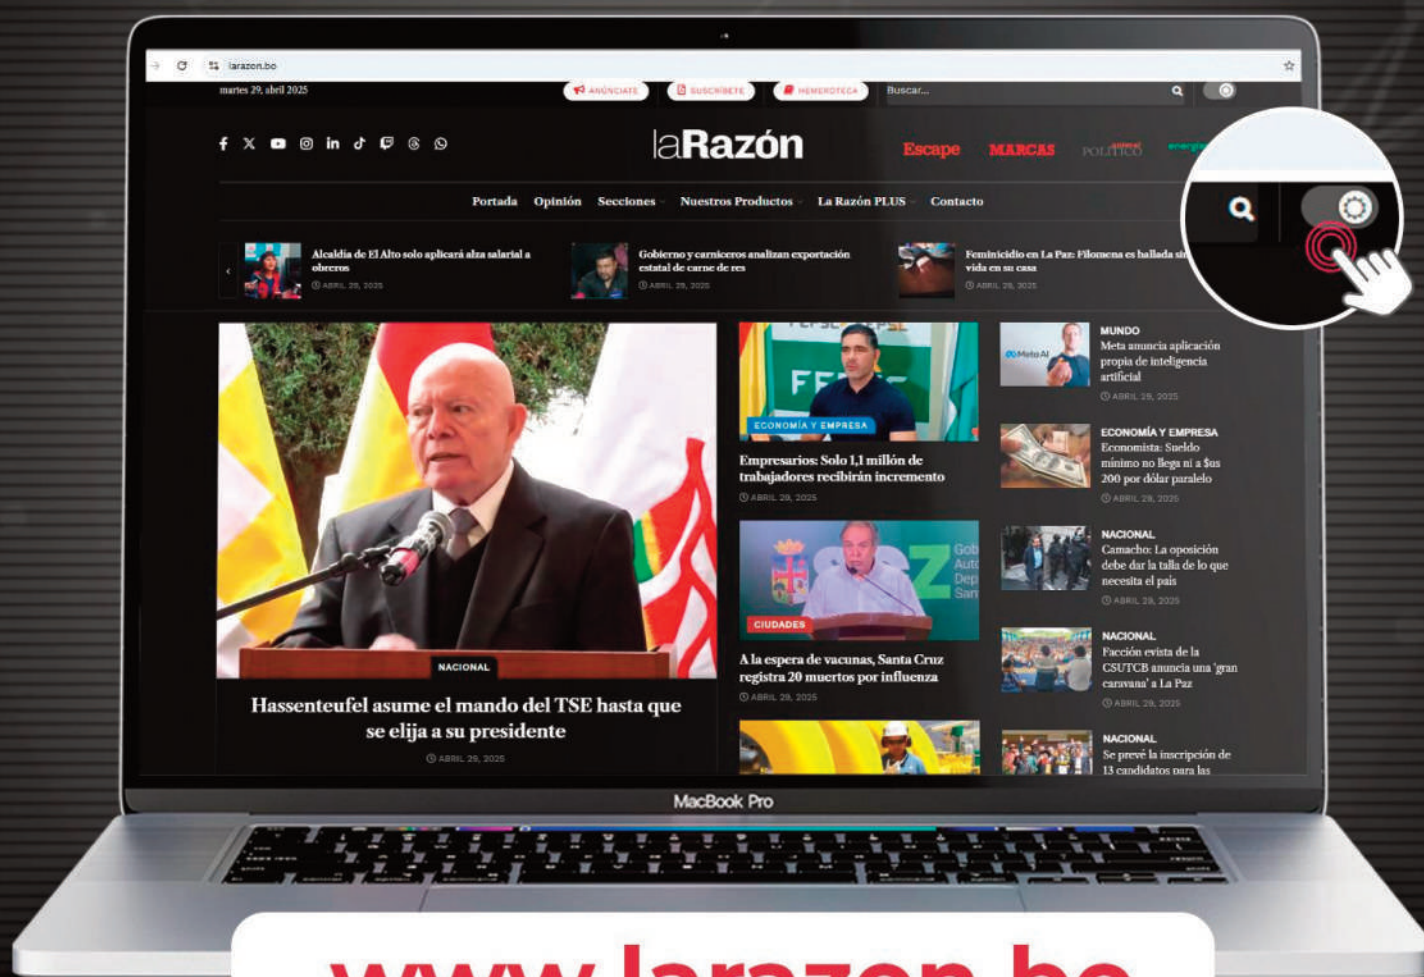 larazon.bo
martes 29, abril 2025
ANÚNCIATE
SUSCRÍBETE
HEMEROTECA
Buscar...
laRazón
Escape
MARCAS
Portada Opinión Secciones Nuestros Productos La Razón PLUS Contacto
Alcaldía de El Alto solo aplicará alza salarial a
obreros
ABRIL 29, 2025
Gobierno y carniceros analizan exportación
estatal de carne de res
ABRIL 29, 2025
Feminicidio en La Paz: Filomena es hallada sin
vida en su casa
ABRIL 29, 2025
NACIONAL
Hassenteufel asume el mando del TSE hasta que
se elija a su presidente
ABRIL 29, 2025
ECONOMÍA Y EMPRESA
Empresarios: Solo 1,1 millón de
trabajadores recibirán incremento
ABRIL 29, 2025
CIUDADES
A la espera de vacunas, Santa Cruz
registra 20 muertos por influenza
ABRIL 29, 2025
Meta AI
MUNDO
Meta anuncia aplicación
propia de inteligencia
artificial
ABRIL 29, 2025
ECONOMÍA Y EMPRESA
Economista: Sueldo
mínimo no llega ni a $us
200 por dólar paralelo
ABRIL 29, 2025
NACIONAL
Camacho: La oposición
debe dar la talla de lo que
necesita el país
ABRIL 29, 2025
NACIONAL
Facción evista de la
CSUTCB anuncia una 'gran
caravana' a La Paz
ABRIL 29, 2025
NACIONAL
Se prevé la inscripción de
13 candidatos para las
MacBook Pro
www.larazon.bo